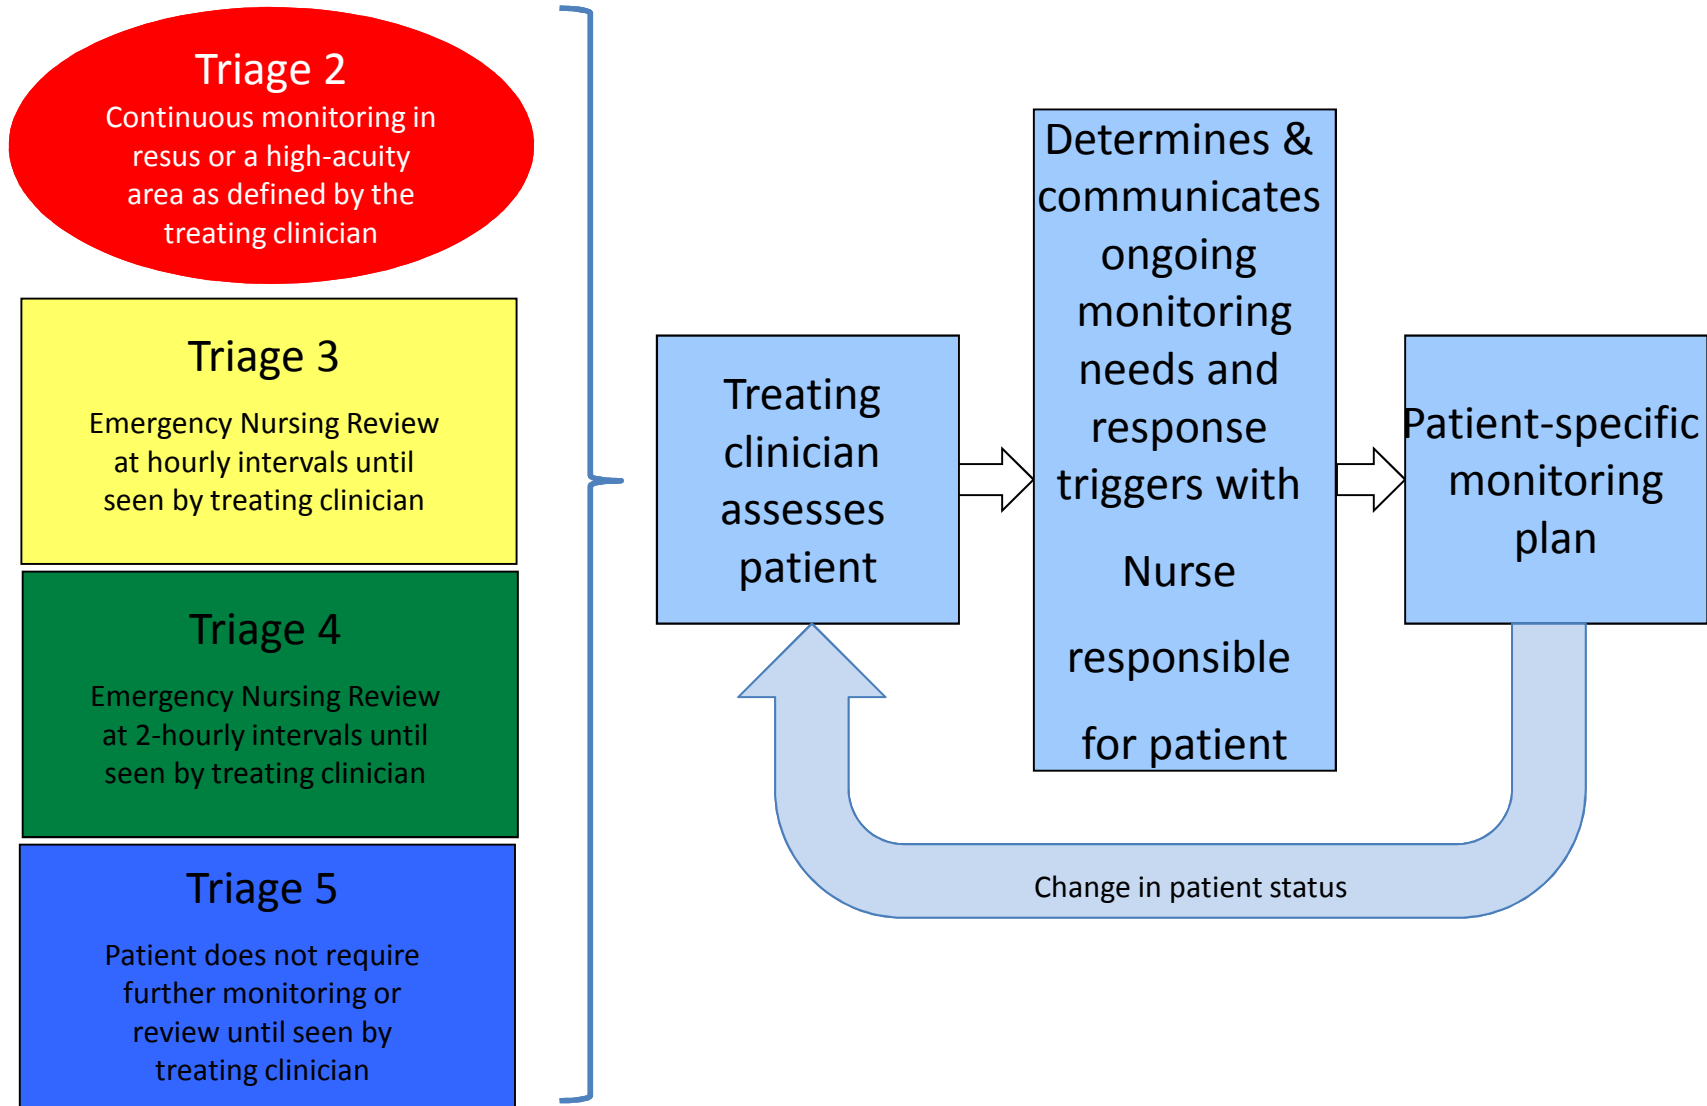 Triage 2
Continuous monitoring in
resus or a high-acuity
area as defined by the
treating clinician
Triage 3
Emergency Nursing Review
at hourly intervals until
seen by treating clinician
Triage 4
Emergency Nursing Review
at 2-hourly intervals until
seen by treating clinician
Triage 5
Patient does not require
further monitoring or
review until seen by
treating clinician
Treating
clinician
assesses
patient
Determines &
communicates
ongoing
monitoring
needs and
response
triggers with
Nurse
responsible
for patient
Patient-specific
monitoring
plan
Change in patient status